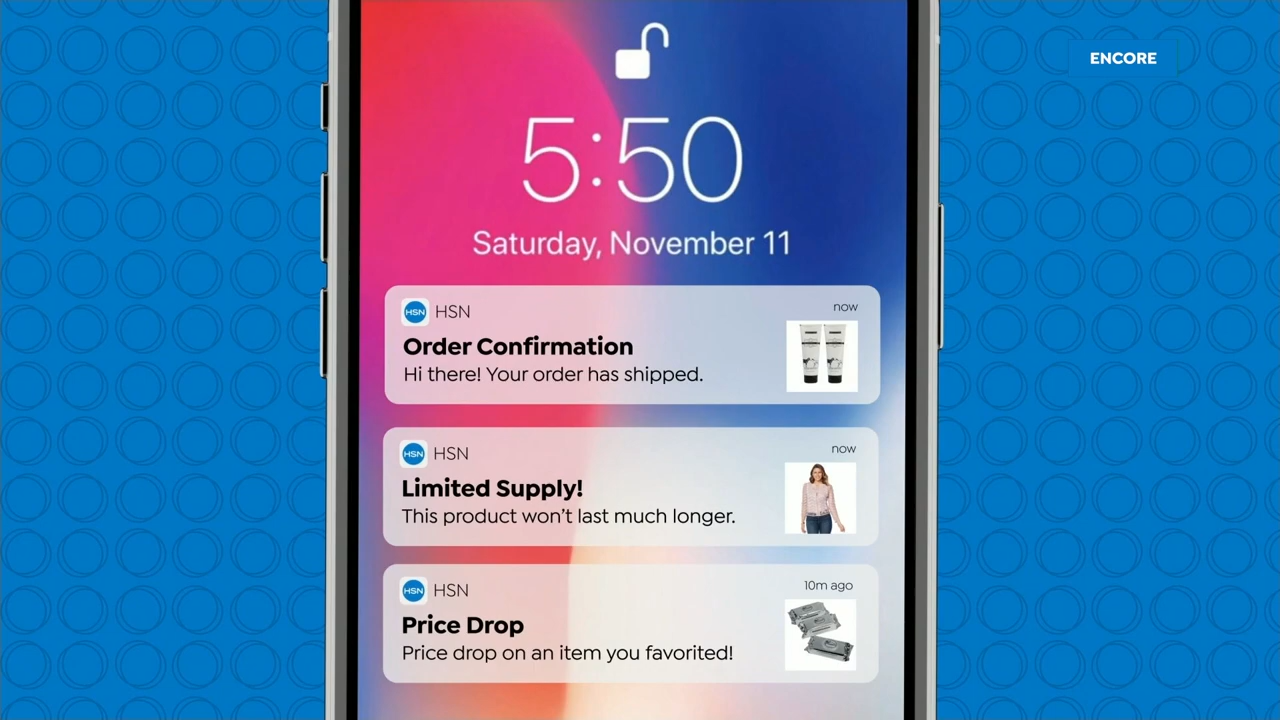 ENCORE
5:50
Saturday, November 11
HSN HSN now
Order Confirmation
Hi there! Your order has shipped.
HSN HSN now
Limited Supply!
This product won't last much longer.
HSN HSN 10m ago
Price Drop
Price drop on an item you favorited!